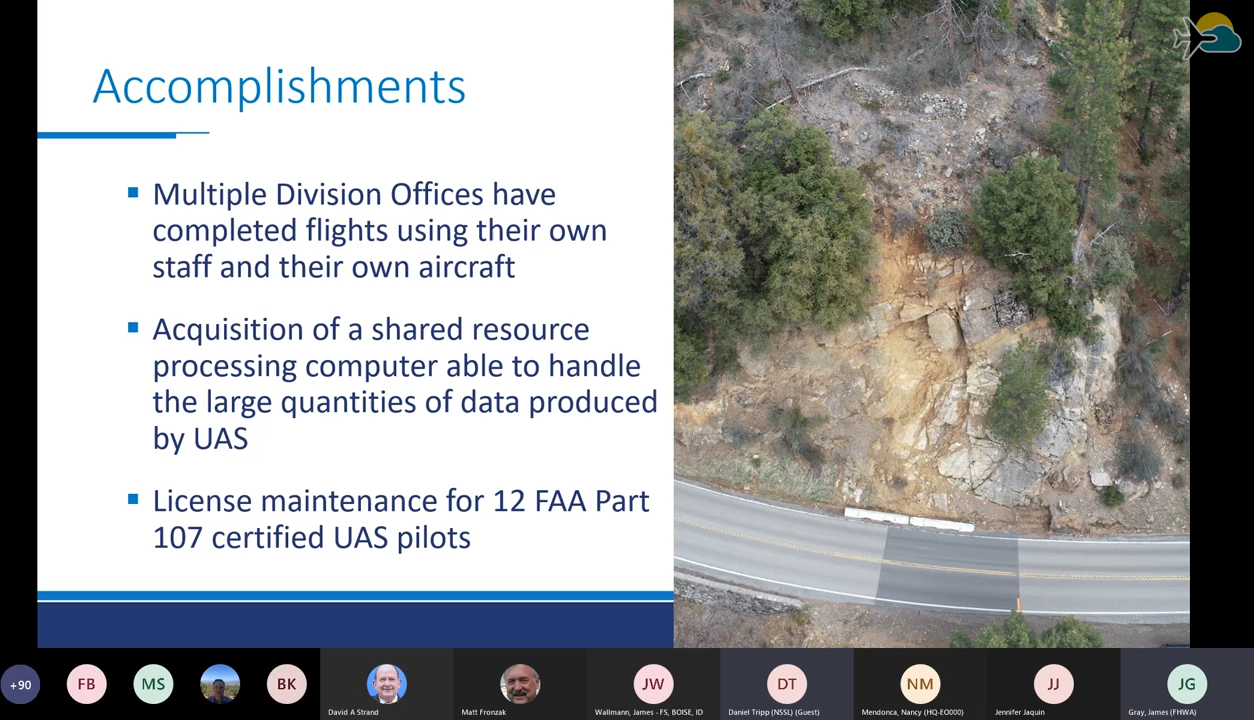 Accomplishments
Multiple Division Offices have
completed flights using their own
staff and their own aircraft
Acquisition of a shared resource
processing computer able to handle
the large quantities of data produced
by UAS
License maintenance for 12 FAA Part
107 certified UAS pilots
+90
FB
MS
BK
JW
DT
NM
JJ
JG
David A Strand
Matt Fronzak
Wallmann, James - FS, BOISE, ID
Daniel Tripp (NSSL) (Guest)
Mendonca, Nancy (HQ-EO000)
Jennifer Jaquin
Gray, James (FHWA)